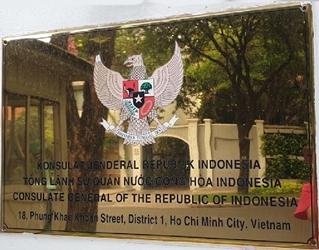 KONSULAT JENDERAL REPUBLIK INDONESIA
TỔNG LÃNH SỰ QUÁN NƯỚC CỘNG HÒA INDONESIA
CONSULATE GENERAL OF THE REPUBLIC OF INDONESIA
18, Phung Khac Khoan Street, District 1, Ho Chi Minh City, Vietnam